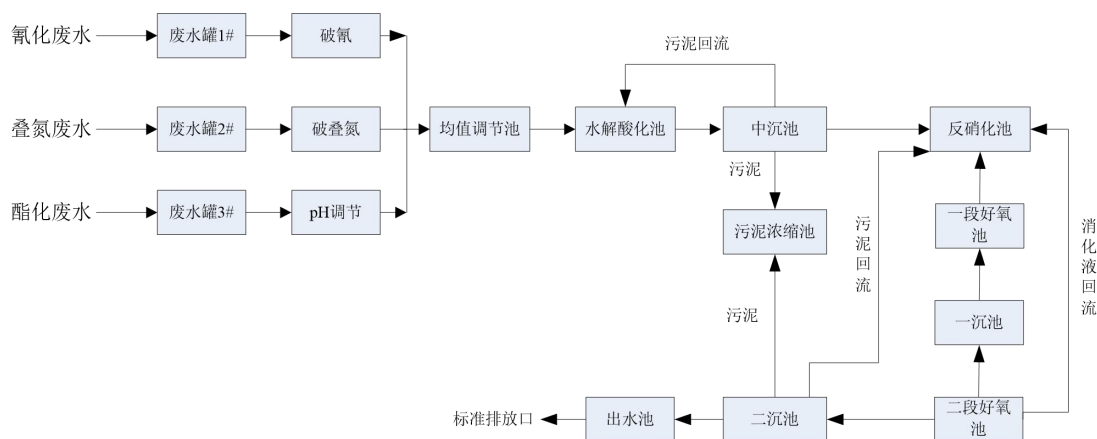 氰化废水
废水罐1#
破氰
污泥回流
叠氮废水
废水罐2#
破叠氮
均值调节池
水解酸化池
中沉池
反硝化池
污泥
酯化废水
废水罐3#
pH调节
污泥浓缩池
污泥回流
一段好氧
池
消化液回流
一沉池
污泥
标准排放口
出水池
二沉池
二段好氧
池